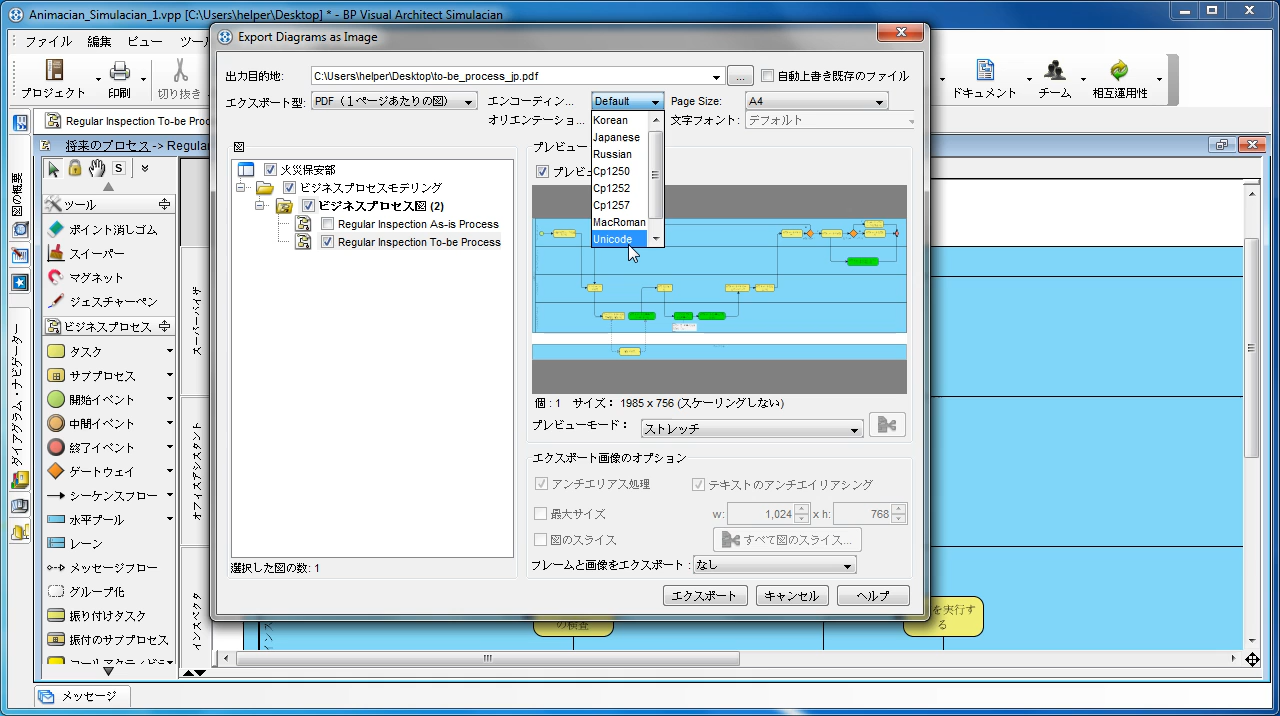 Animacian_Simulacian_1.vpp [C:\Users\helper\Desktop] * - BP Visual Architect Simulacian
ファイル 編集 ビュー ツール
プロジェクト 印刷 切り抜き ドキュメント チーム 相互運用性
Regular Inspection To-be Proc
将来のプロセス -> Regular
Export Diagrams as Image
出力目的地: C:\Users\helper\Desktop\to-be_process_jp.pdf ... 自動上書き既存のファイル
エクスポート型: PDF（１ページあたりの図） エンコーディン... Default Page Size: A4
オリエンテーショ... 文字フォント: デフォルト
Korean
Japanese
Russian
Cp1250
Cp1252
Cp1257
MacRoman
Unicode
図
火災保安部
ビジネスプロセスモデリング
ビジネスプロセス図 (2)
Regular Inspection As-is Process
Regular Inspection To-be Process
選択した図の数: 1
プレビュー
プレビュ
個 : 1 サイズ： 1985 x 756 (スケーリングしない)
プレビューモード： ストレッチ
エクスポート画像のオプション
アンチエリアス処理 テキストのアンチエイリアシング
最大サイズ w: 1,024 x h: 768
図のスライス すべて図のスライス...
フレームと画像をエクスポート : なし
エクスポート キャンセル ヘルプ
S
ツール
ポイント消しゴム
スイーパー
マグネット
ジェスチャーペン
ビジネスプロセス
タスク
サブプロセス
開始イベント
中間イベント
終了イベント
ゲートウェイ
シーケンスフロー
水平プール
レーン
メッセージフロー
グループ化
振り付けタスク
振付のサブプロセス
コールアクティビティ
ダイアグラム・ナビゲーター
スーパーバイザ
オフィスアシスタント
インスペクタ
の検査
を実行す
る
メッセージ